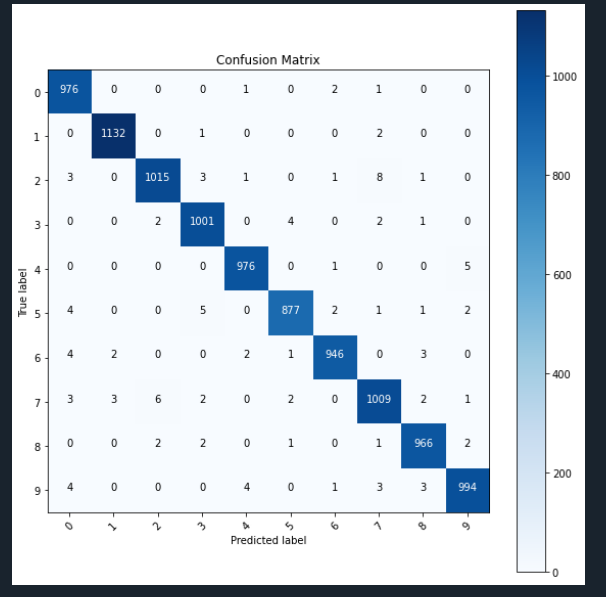 Confusion Matrix
0 976 0 0 0 1 0 2 1 0 0
1 0 1132 0 1 0 0 0 2 0 0
2 3 0 1015 3 1 0 1 8 1 0
3 0 0 2 1001 0 4 0 2 1 0
4 0 0 0 0 976 0 1 0 0 5
5 4 0 0 5 0 877 2 1 1 2
6 4 2 0 0 2 1 946 0 3 0
7 3 3 6 2 0 2 0 1009 2 1
8 0 0 2 2 0 1 0 1 966 2
9 4 0 0 0 4 0 1 3 3 994
0 1 2 3 4 5 6 7 8 9
True label
Predicted label
1000
800
600
400
200
0